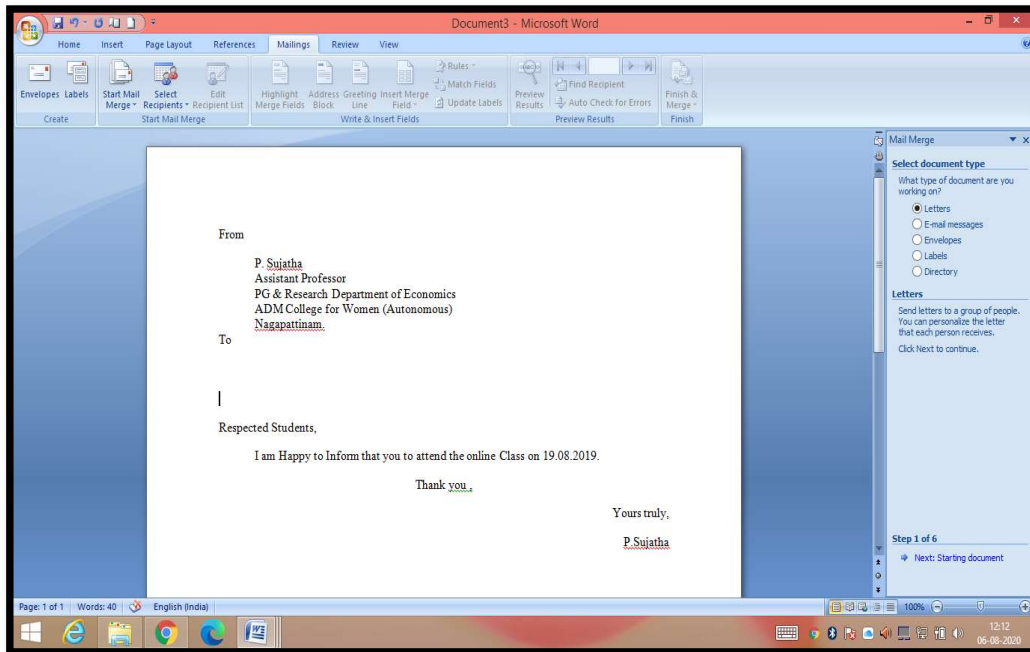 Document3 - Microsoft Word
Home Insert Page Layout References Mailings Review View
Envelopes Labels
Create
Start Mail Merge
Select Recipients
Edit Recipient List
Start Mail Merge
Highlight Merge Fields
Address Block
Greeting Line
Insert Merge Field
Rules
Match Fields
Update Labels
Write & Insert Fields
Preview Results
Find Recipient
Auto Check for Errors
Preview Results
Finish & Merge
Finish
From
P. Sujatha
Assistant Professor
PG & Research Department of Economics
ADM College for Women (Autonomous)
Nagapattinam.
To
Respected Students,
I am Happy to Inform that you to attend the online Class on 19.08.2019.
Thank you ,
Yours truly,
P.Sujatha
Mail Merge
Select document type
What type of document are you
working on?
Letters
E-mail messages
Envelopes
Labels
Directory
Letters
Send letters to a group of people.
You can personalize the letter
that each person receives.
Click Next to continue.
Step 1 of 6
Next: Starting document
Page: 1 of 1 Words: 40 English (India) 100%
12:12
06-08-2020